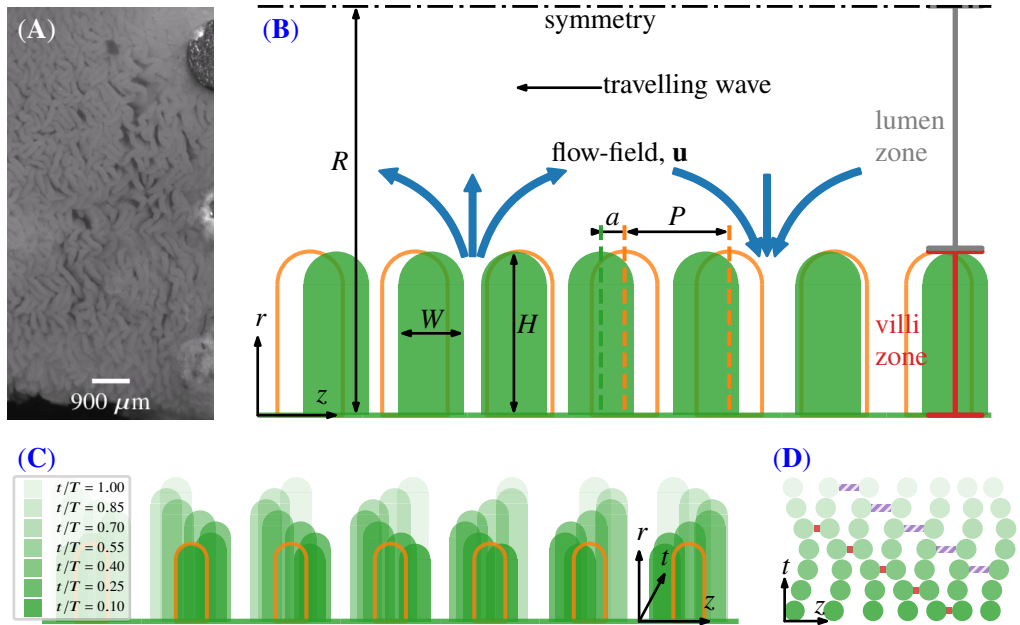 (A)
900 μm
(B)
symmetry
travelling wave
R
lumen
zone
flow-field, u
a
P
W
H
r
z
villi
zone
(C)
t/T = 1.00
t/T = 0.85
t/T = 0.70
t/T = 0.55
t/T = 0.40
t/T = 0.25
t/T = 0.10
r
t
z
(D)
t
z